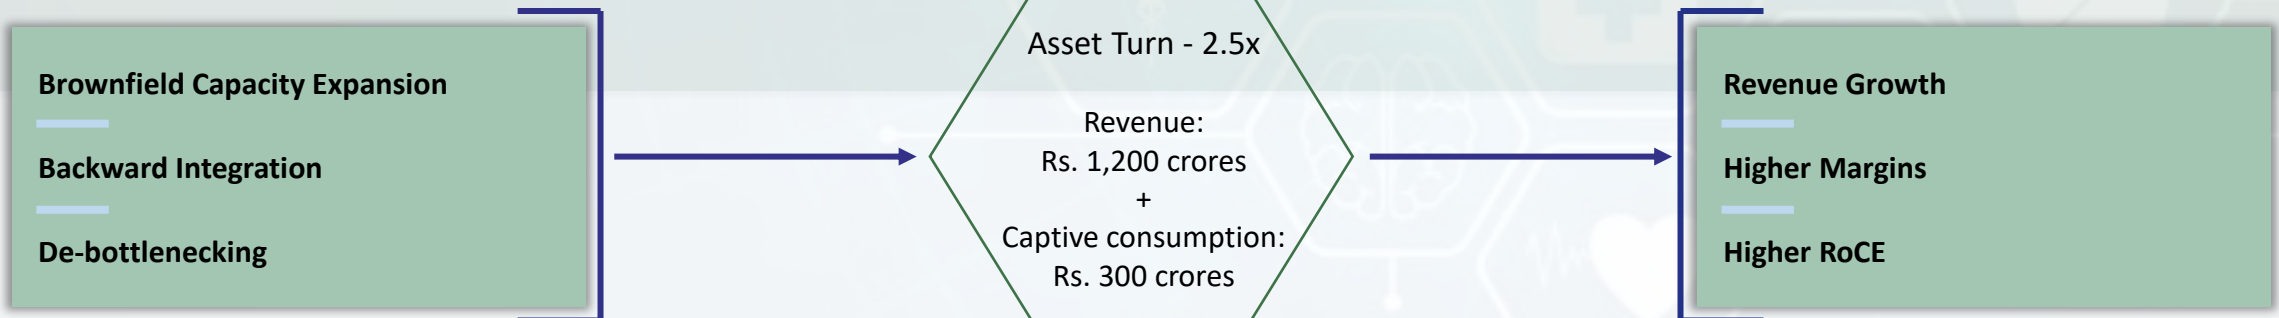 Brownfield Capacity Expansion
Backward Integration
De-bottlenecking
Asset Turn - 2.5x
Revenue:
Rs. 1,200 crores
+
Captive consumption:
Rs. 300 crores
Revenue Growth
Higher Margins
Higher RoCE